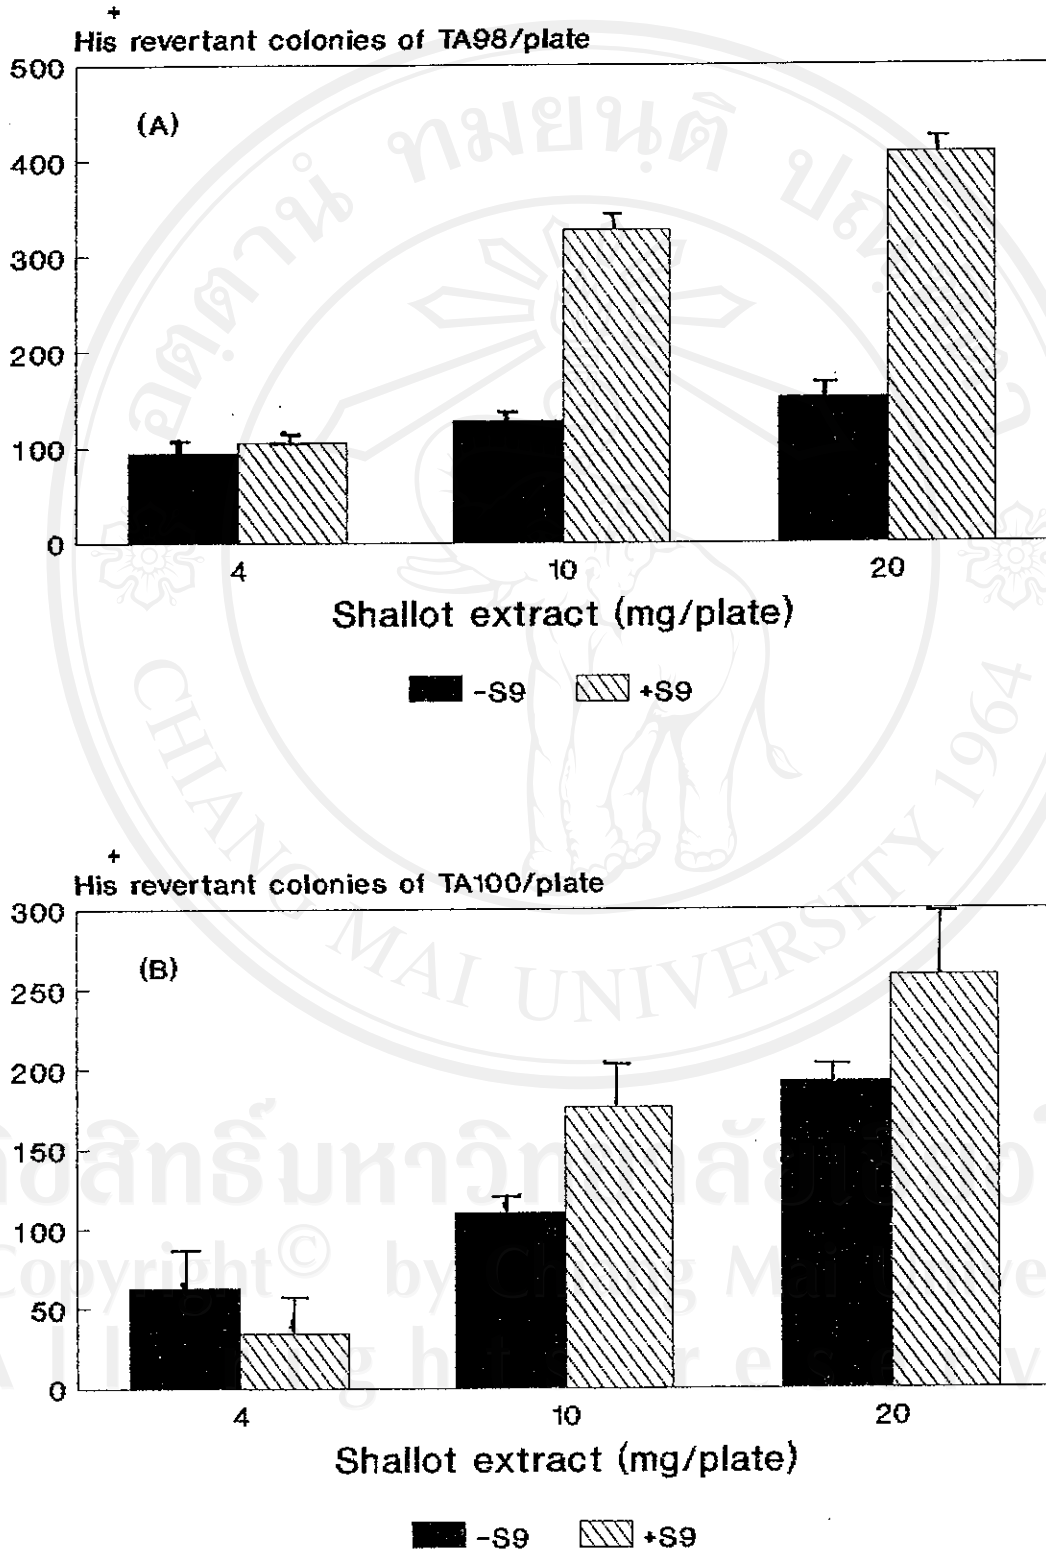 +
His revertant colonies of TA98/plate
500
(A)
400
300
200
100
0
4 10 20
Shallot extract (mg/plate)
-S9 +S9
+
His revertant colonies of TA100/plate
300
(B)
250
200
150
100
50
0
4 10 20
Shallot extract (mg/plate)
-S9 +S9
CHIANG MAI UNIVERSITY 1964
Copyright© by Chiang Mai